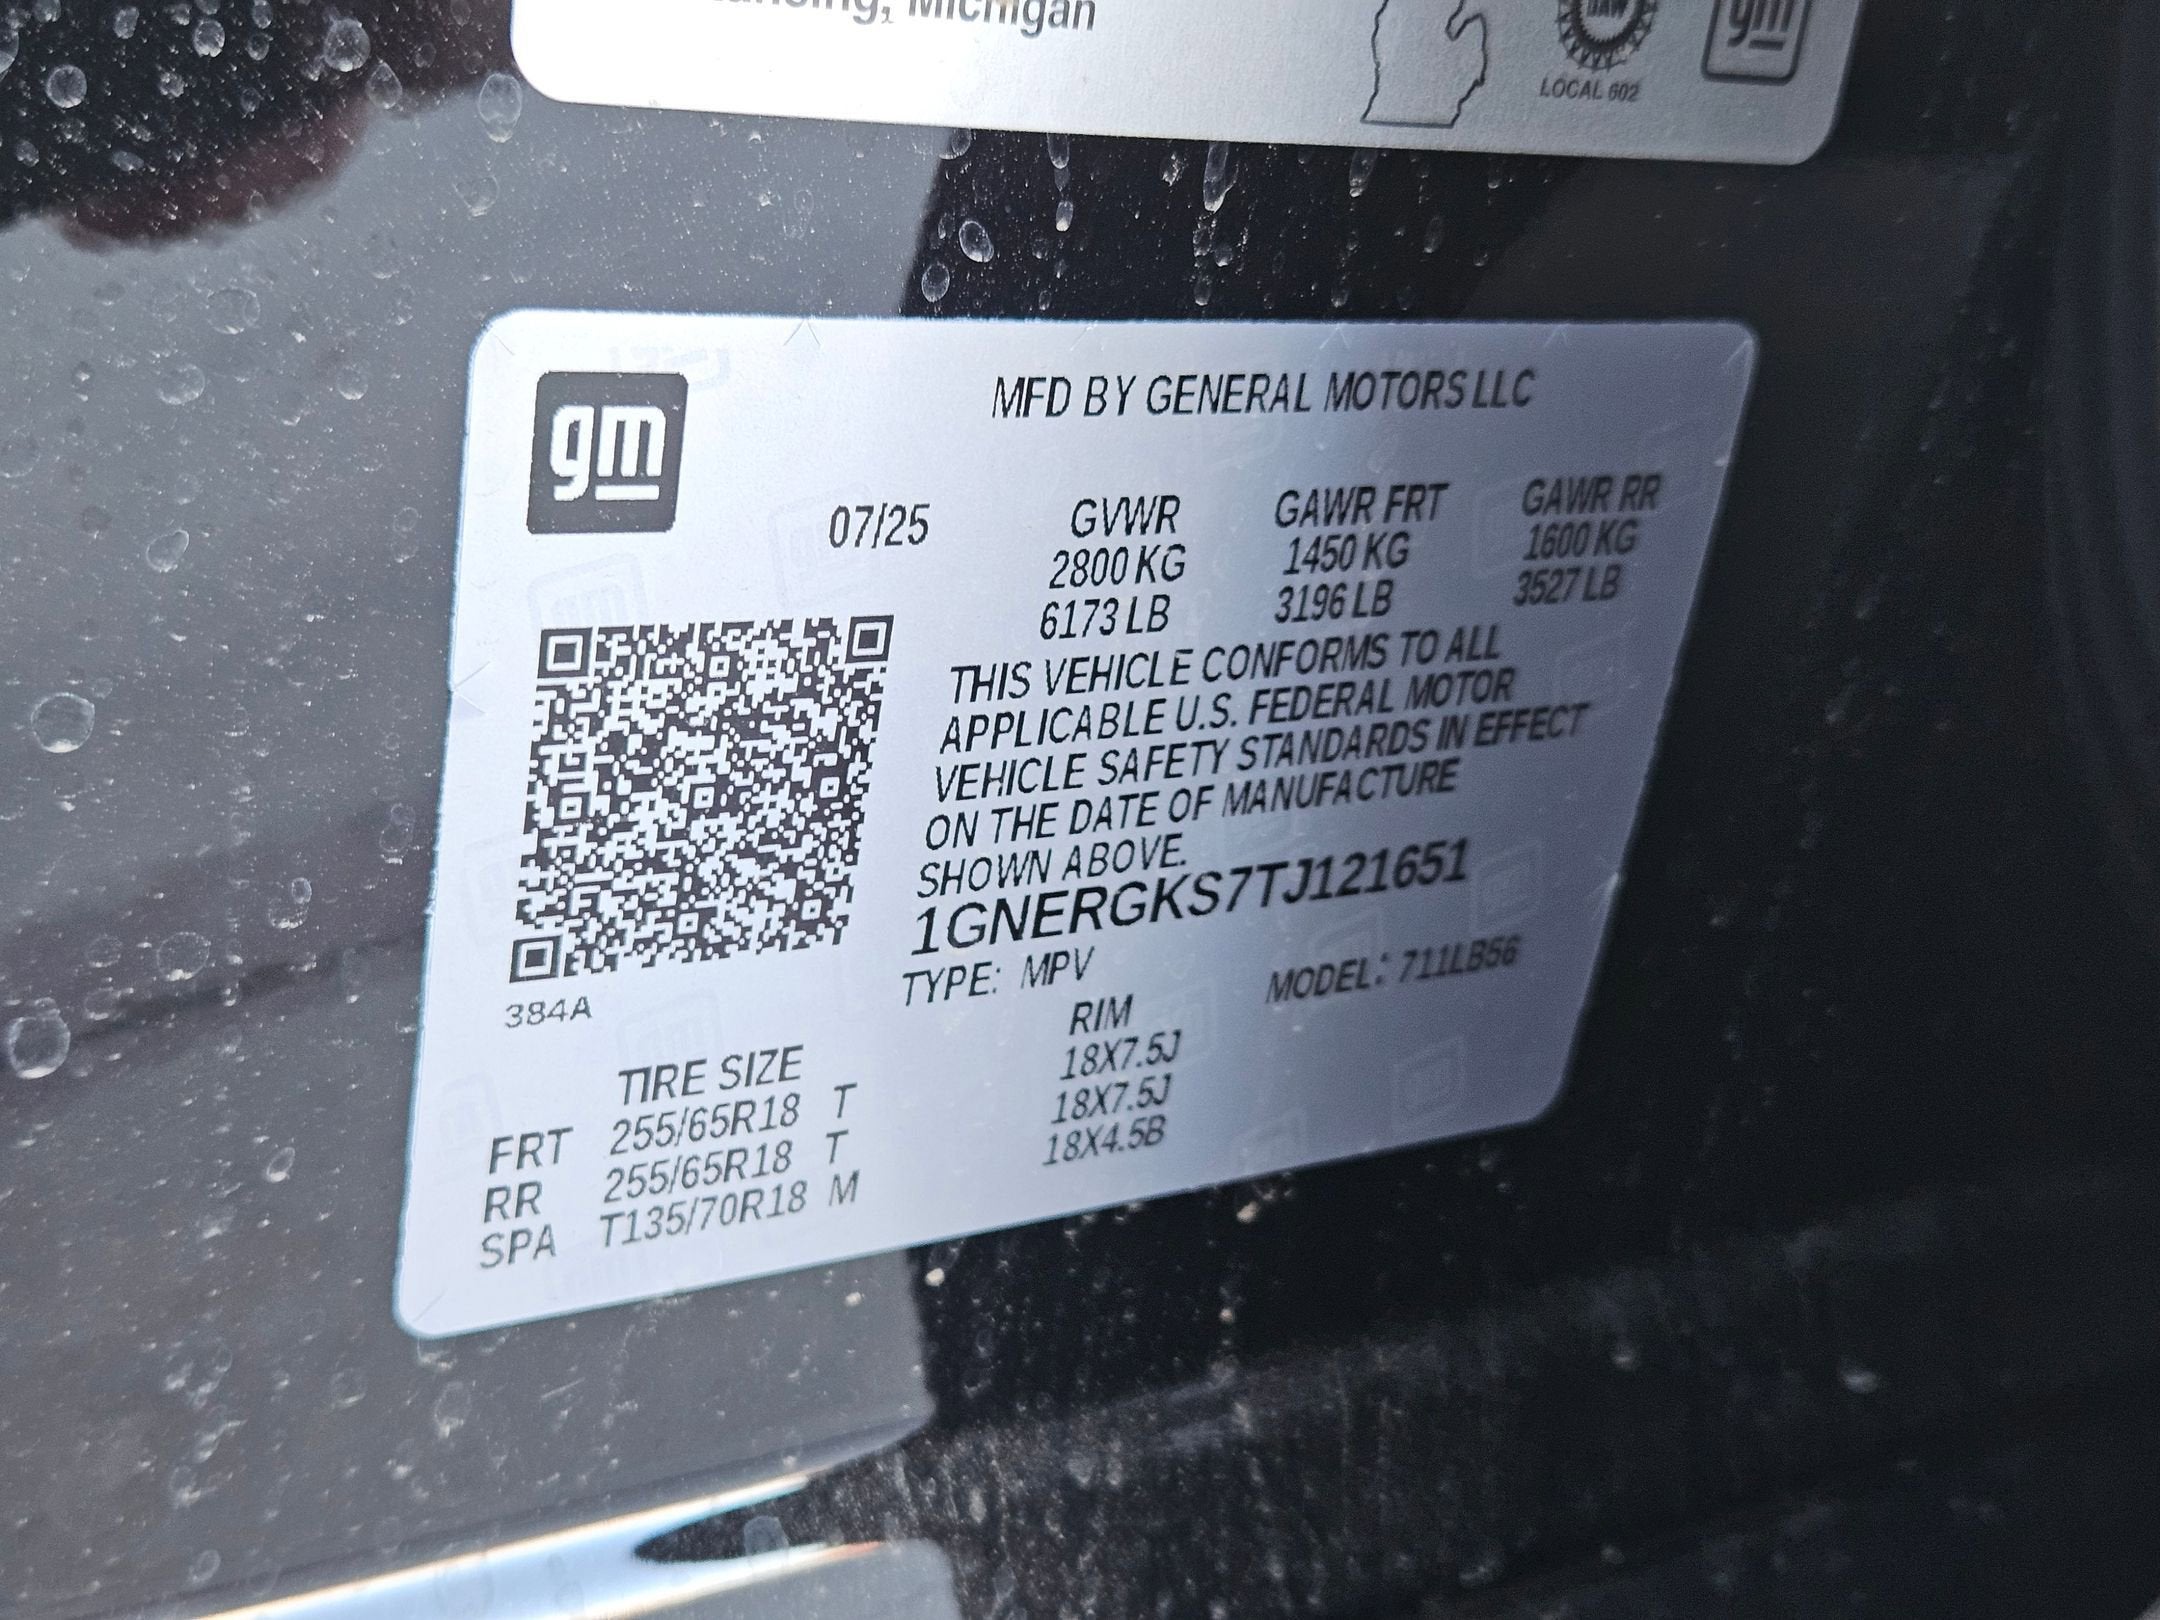 Lansing, Michigan
UAW
LOCAL 602
gm
gm
MFD BY GENERAL MOTORS LLC
07/25 GVWR GAWR FRT GAWR RR
2800 KG 1450 KG 1600 KG
6173 LB 3196 LB 3527 LB
THIS VEHICLE CONFORMS TO ALL
APPLICABLE U.S. FEDERAL MOTOR
VEHICLE SAFETY STANDARDS IN EFFECT
ON THE DATE OF MANUFACTURE
SHOWN ABOVE.
1GNERGKS7TJ121651
TYPE: MPV MODEL: 711LB56
384A
TIRE SIZE RIM
FRT 255/65R18 T 18X7.5J
RR 255/65R18 T 18X7.5J
SPA T135/70R18 M 18X4.5B